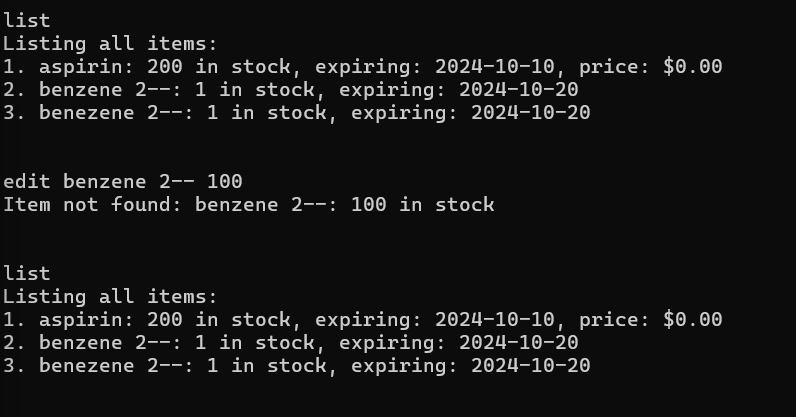 list
Listing all items:
1. aspirin: 200 in stock, expiring: 2024-10-10, price: $0.00
2. benzene 2--: 1 in stock, expiring: 2024-10-20
3. benezene 2--: 1 in stock, expiring: 2024-10-20
edit benzene 2-- 100
Item not found: benzene 2--: 100 in stock
list
Listing all items:
1. aspirin: 200 in stock, expiring: 2024-10-10, price: $0.00
2. benzene 2--: 1 in stock, expiring: 2024-10-20
3. benezene 2--: 1 in stock, expiring: 2024-10-20